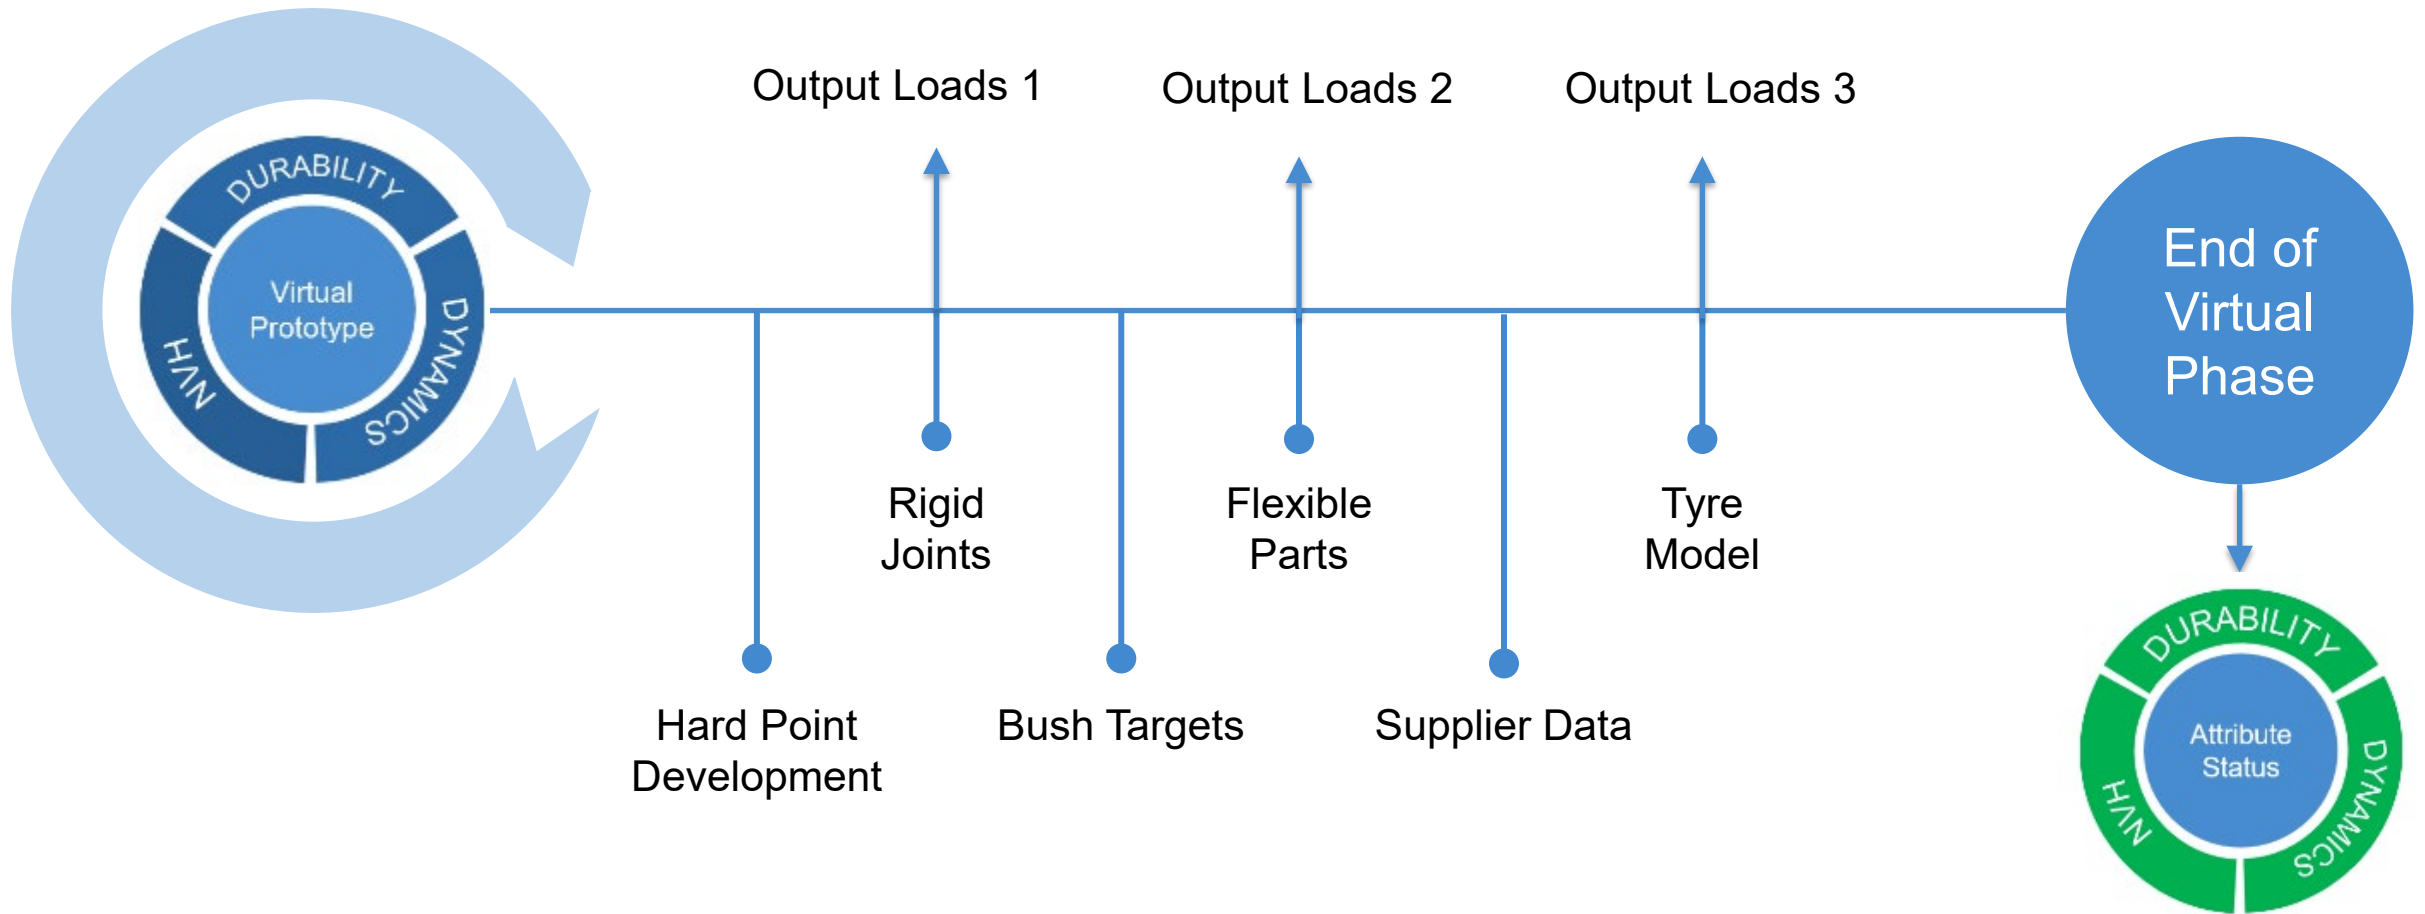 Output Loads 1
Output Loads 2
Output Loads 3
DURABILITY
DYNAMICS
NVH
Virtual
Prototype
End of
Virtual
Phase
Rigid
Joints
Flexible
Parts
Tyre
Model
Hard Point
Development
Bush Targets
Supplier Data
DURABILITY
DYNAMICS
NVH
Attribute
Status